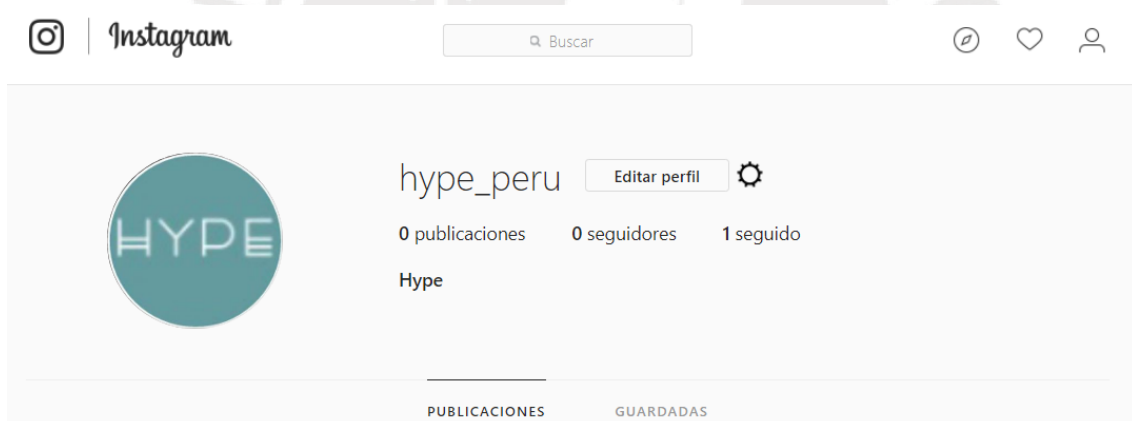 Instagram
Buscar
HYPE
hype_peru Editar perfil
0 publicaciones 0 seguidores 1 seguido
Hype
PUBLICACIONES GUARDADAS